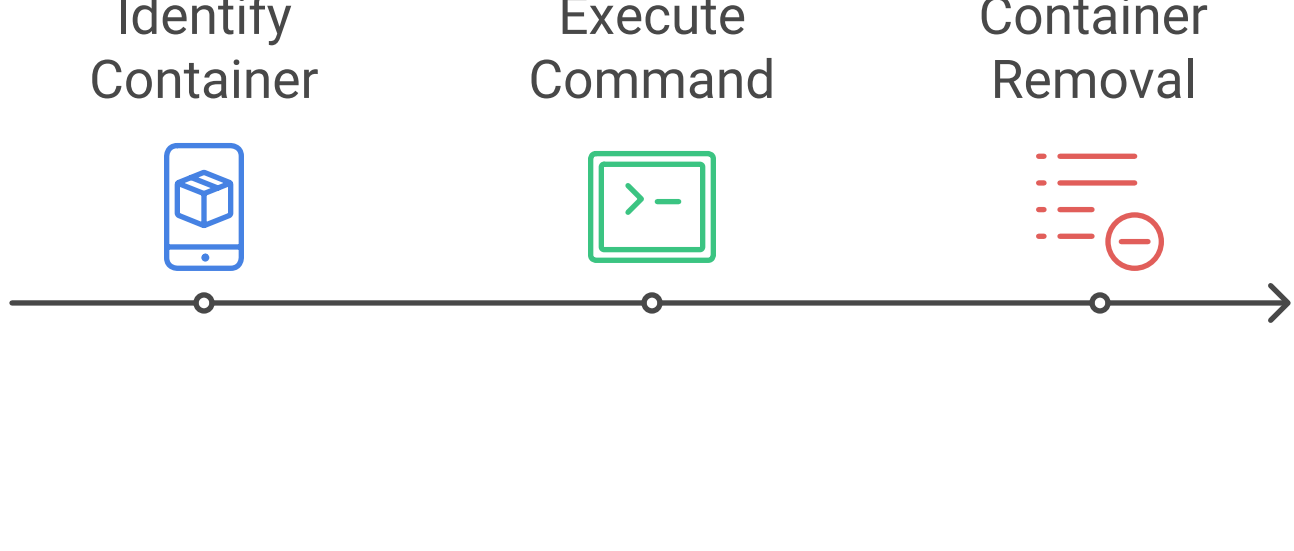 Identify
Container
Execute
Command
Container
Removal